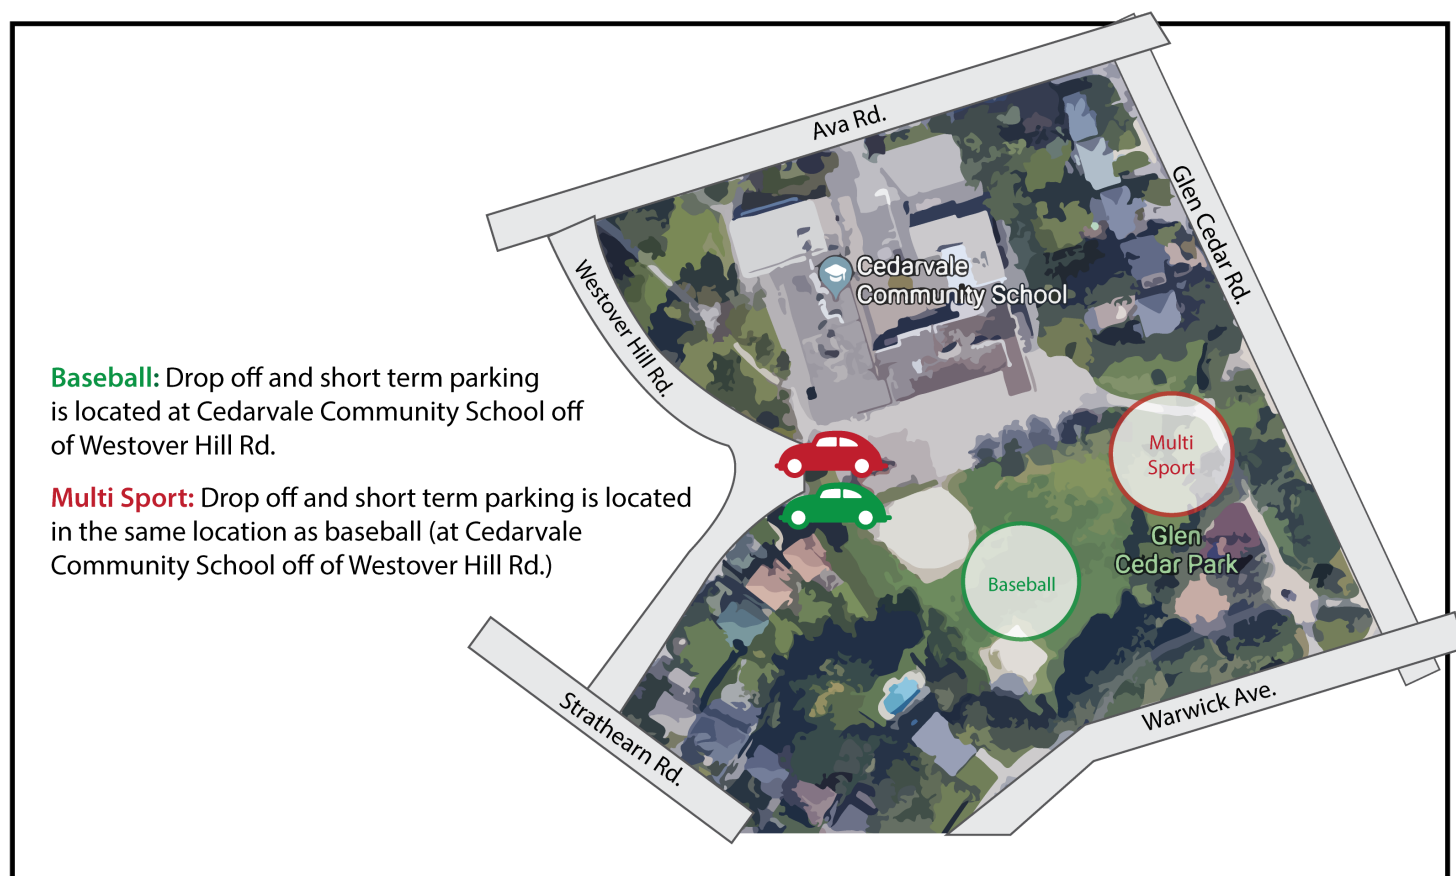 Ava Rd.
Glen Cedar Rd.
Westover Hill Rd.
Cedarvale
Community School
Baseball: Drop off and short term parking
is located at Cedarvale Community School off
of Westover Hill Rd.
Multi Sport: Drop off and short term parking is located
in the same location as baseball (at Cedarvale
Community School off of Westover Hill Rd.)
Multi
Sport
Glen
Cedar Park
Baseball
Strathearn Rd.
Warwick Ave.